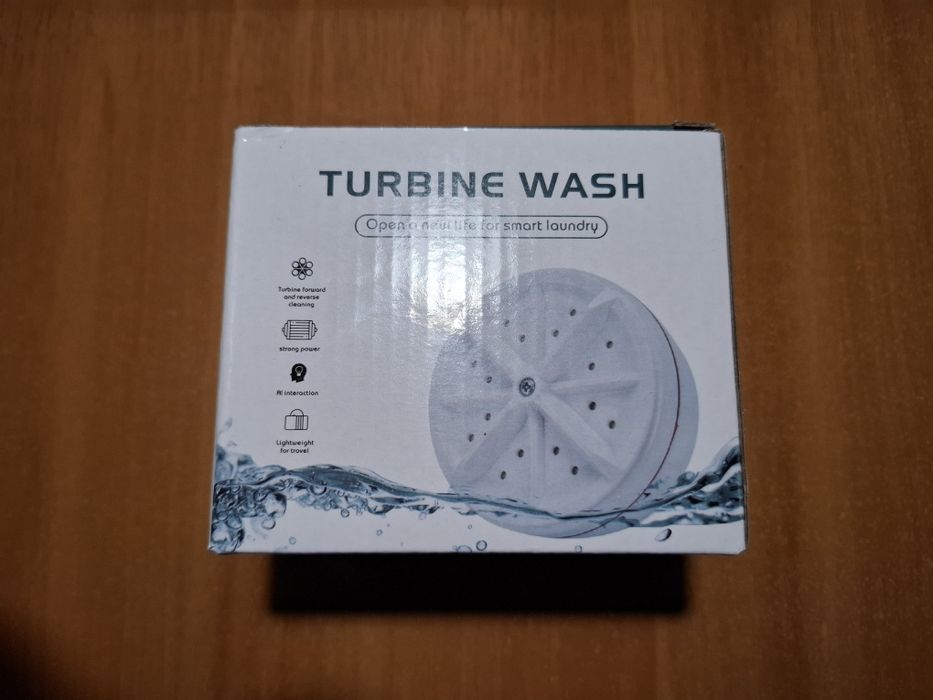 TURBINE WASH
Open a new life for smart laundry
Turbine forward
and reverse
cleaning
strong power
AI interaction
Lightweight
for travel